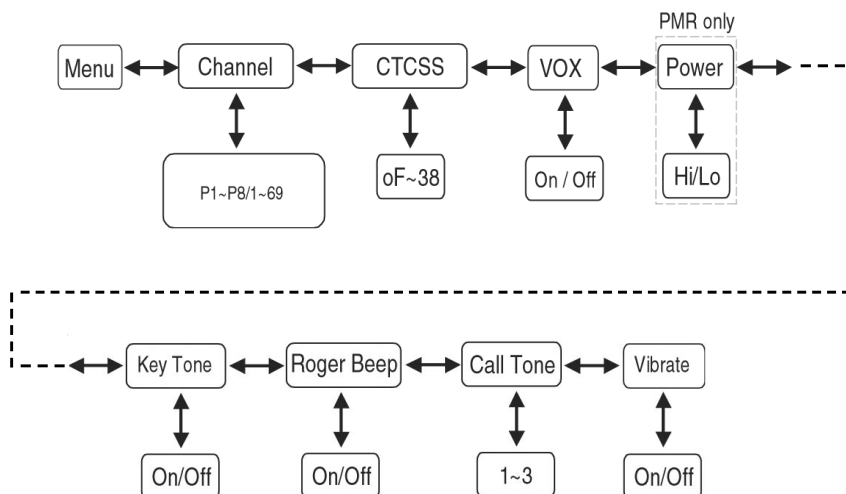 PMR only
Menu
Channel
CTCSS
VOX
Power
P1~P8/1~69
oF~38
On / Off
Hi/Lo
Key Tone
Roger Beep
Call Tone
Vibrate
On/Off
On/Off
1~3
On/Off